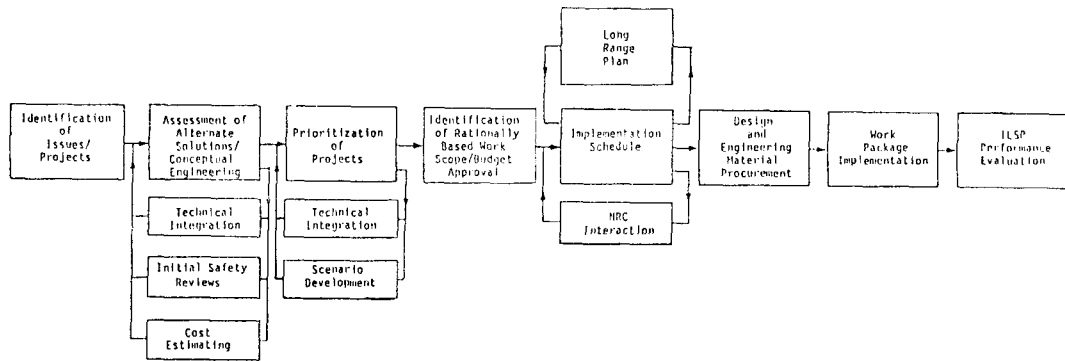 Identification
of
Issues/
Projects
Assessment of
Alternate
Solutions/
Conceptual
Engineering
Technical
Integration
Initial Safety
Reviews
Cost
Estimating
Prioritization
of
Projects
Technical
Integration
Scenario
Development
Identification
of Rationally
Based Work
Scope/Budget
Approval
Long
Range
Plan
Implementation
Schedule
NRC
Interaction
Design
and
Engineering
Material
Procurement
Work
Package
Implementation
ILSP
Performance
Evaluation